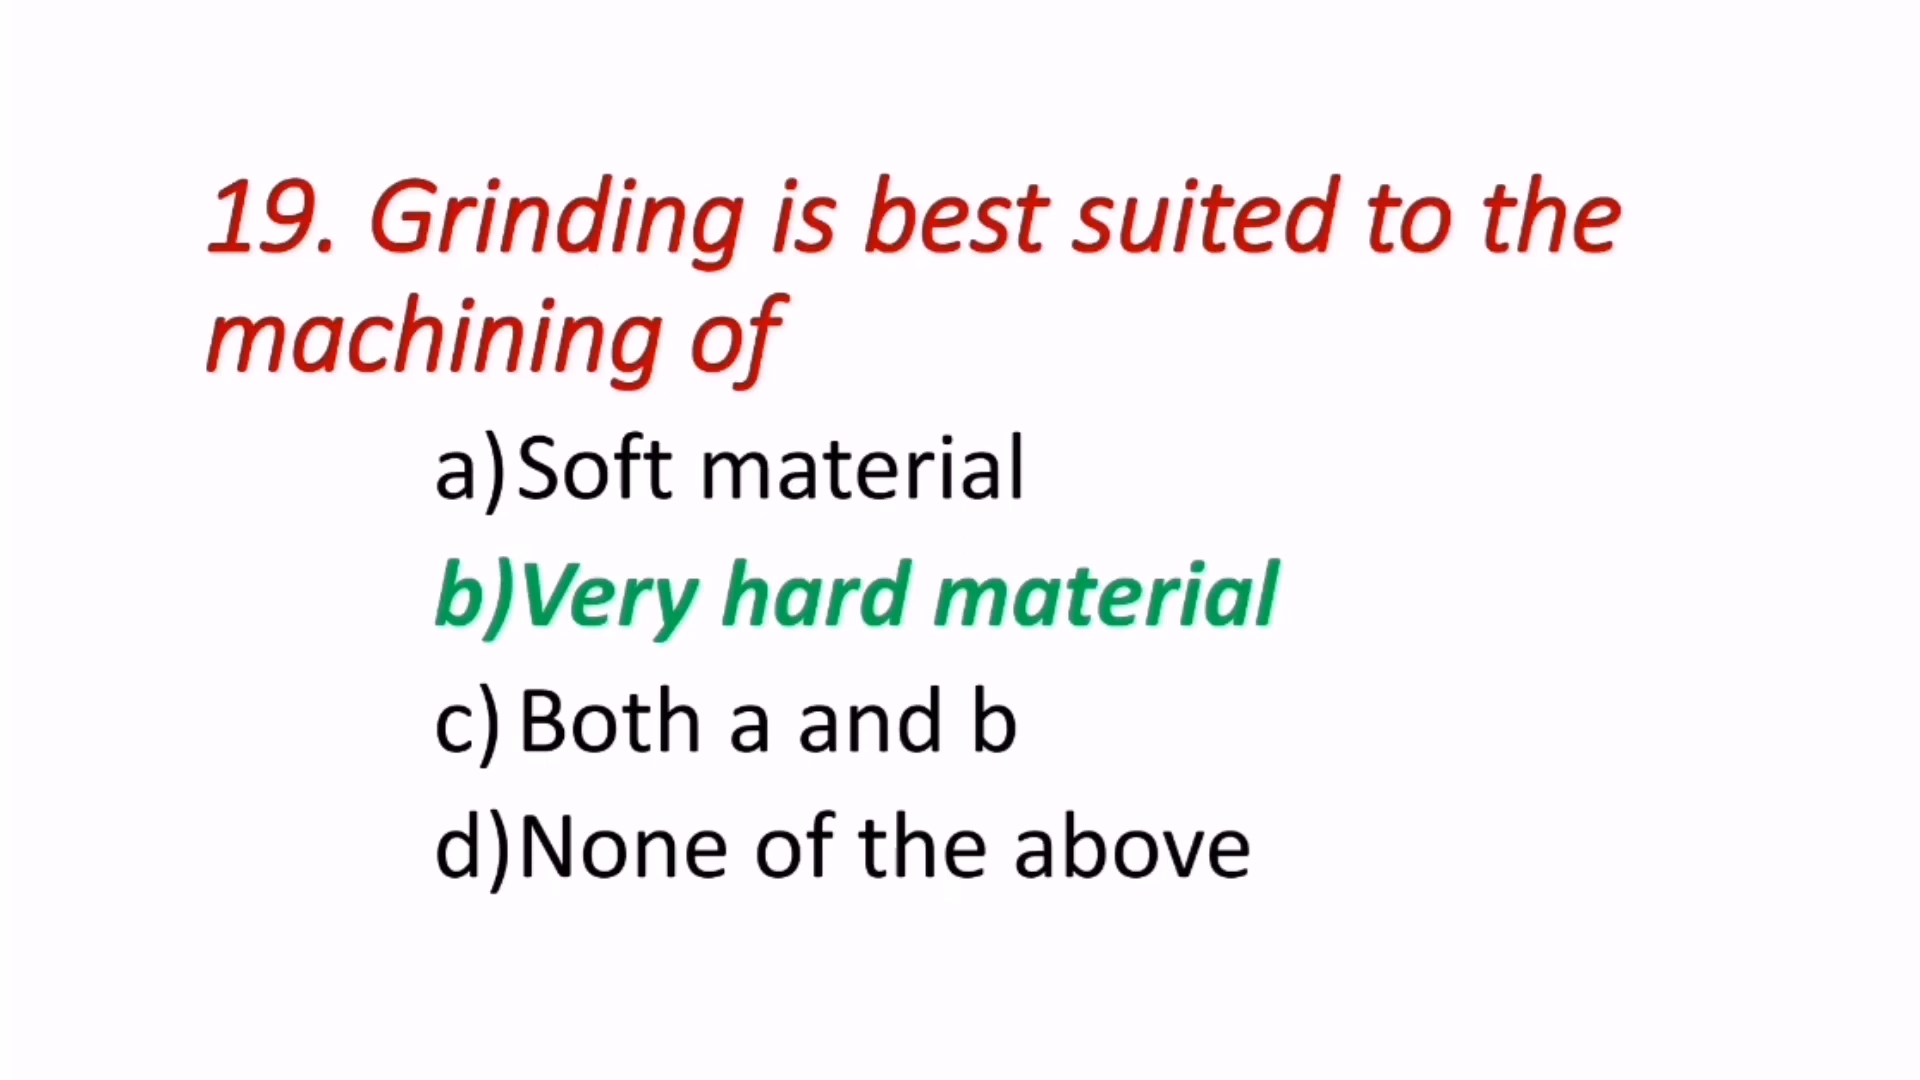 19. Grinding is best suited to the
machining of
a) Soft material
b) Very hard material
c) Both a and b
d) None of the above